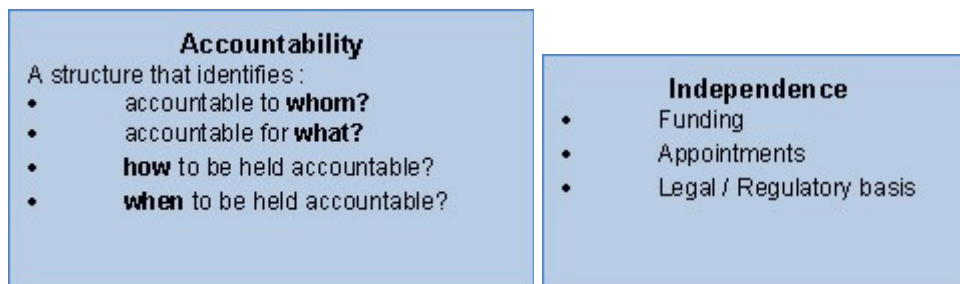 Accountability
A structure that identifies :
• accountable to whom?
• accountable for what?
• how to be held accountable?
• when to be held accountable?
Independence
• Funding
• Appointments
• Legal / Regulatory basis